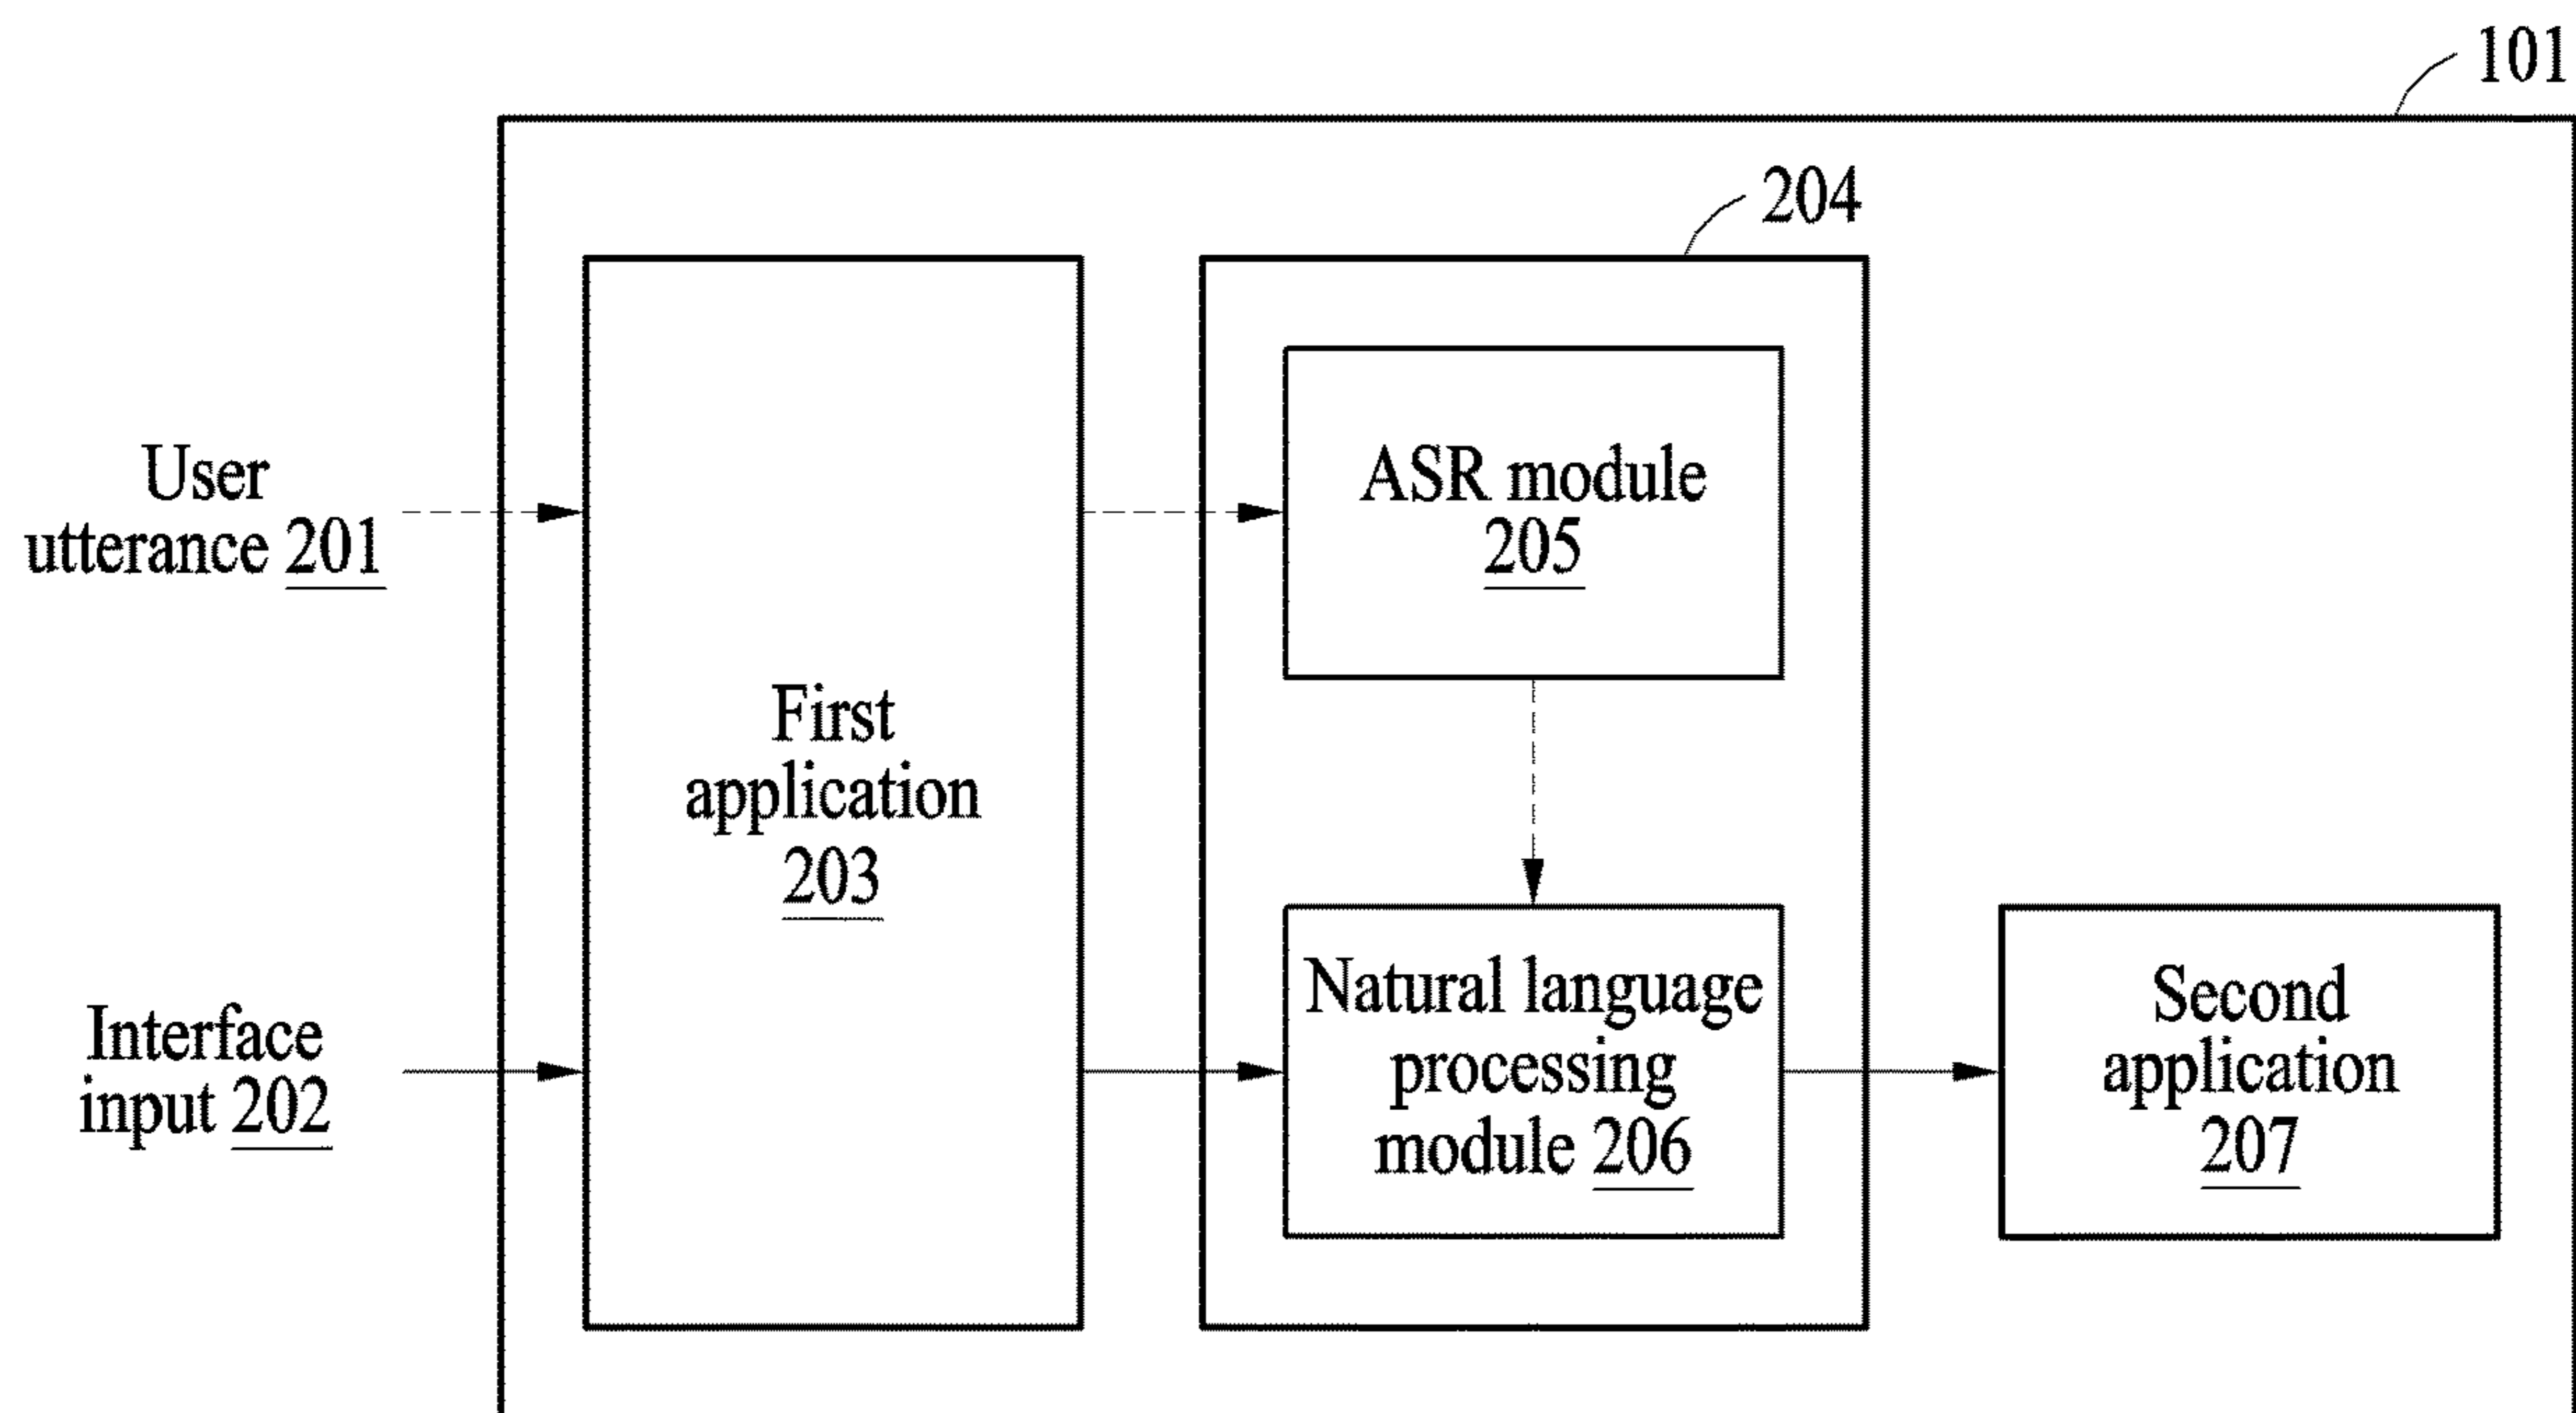 101
204
User
utterance 201
ASR module
205
First
application
203
Interface
input 202
Natural language
processing
module 206
Second
application
207